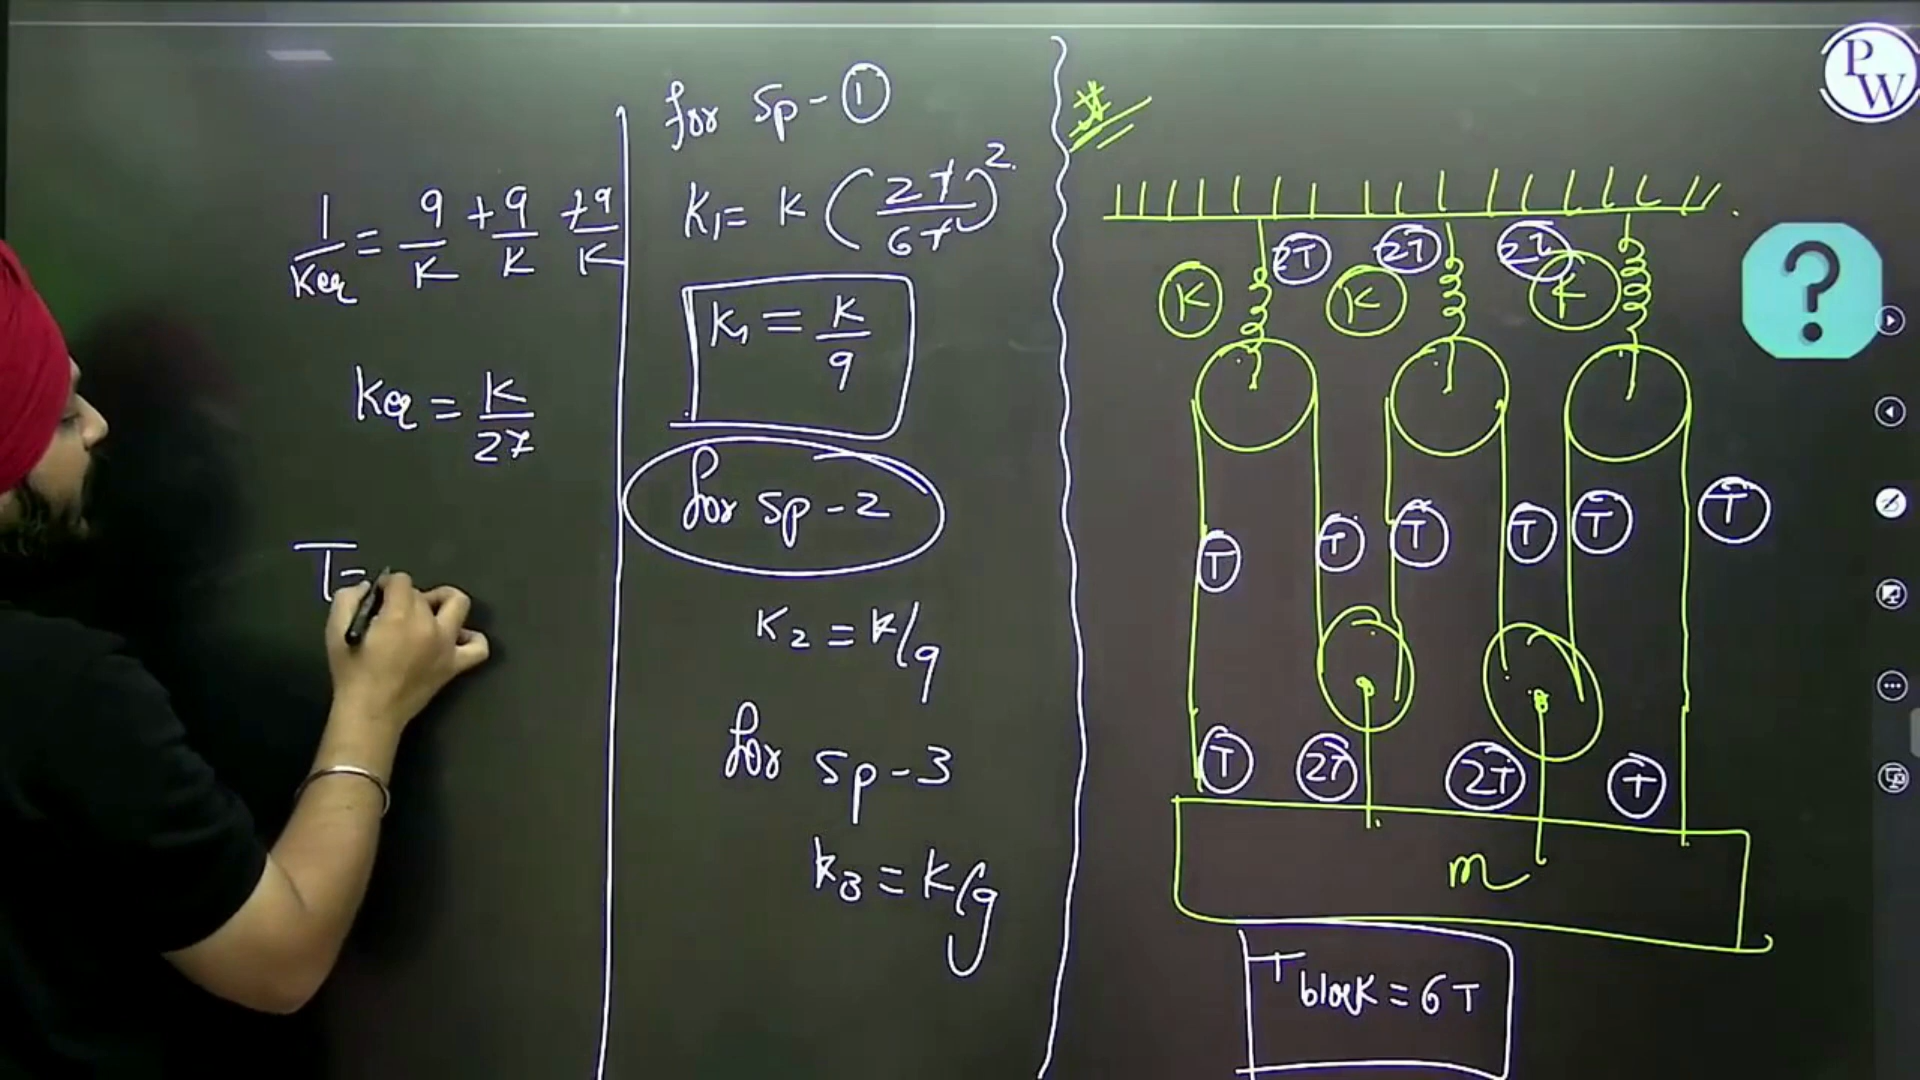 1/Keq = 9/K + 9/K + 9/K
Keq = K/27
T=
for Sp-①
K₁= K (2T/6T)²
K₁ = K/9
for Sp-2
K₂ = K/9
for Sp-3
K₃ = K/9
PW
2T 2T 2T
K K K
?
T T T T T T
T 2T 2T T
m
T block = 6T